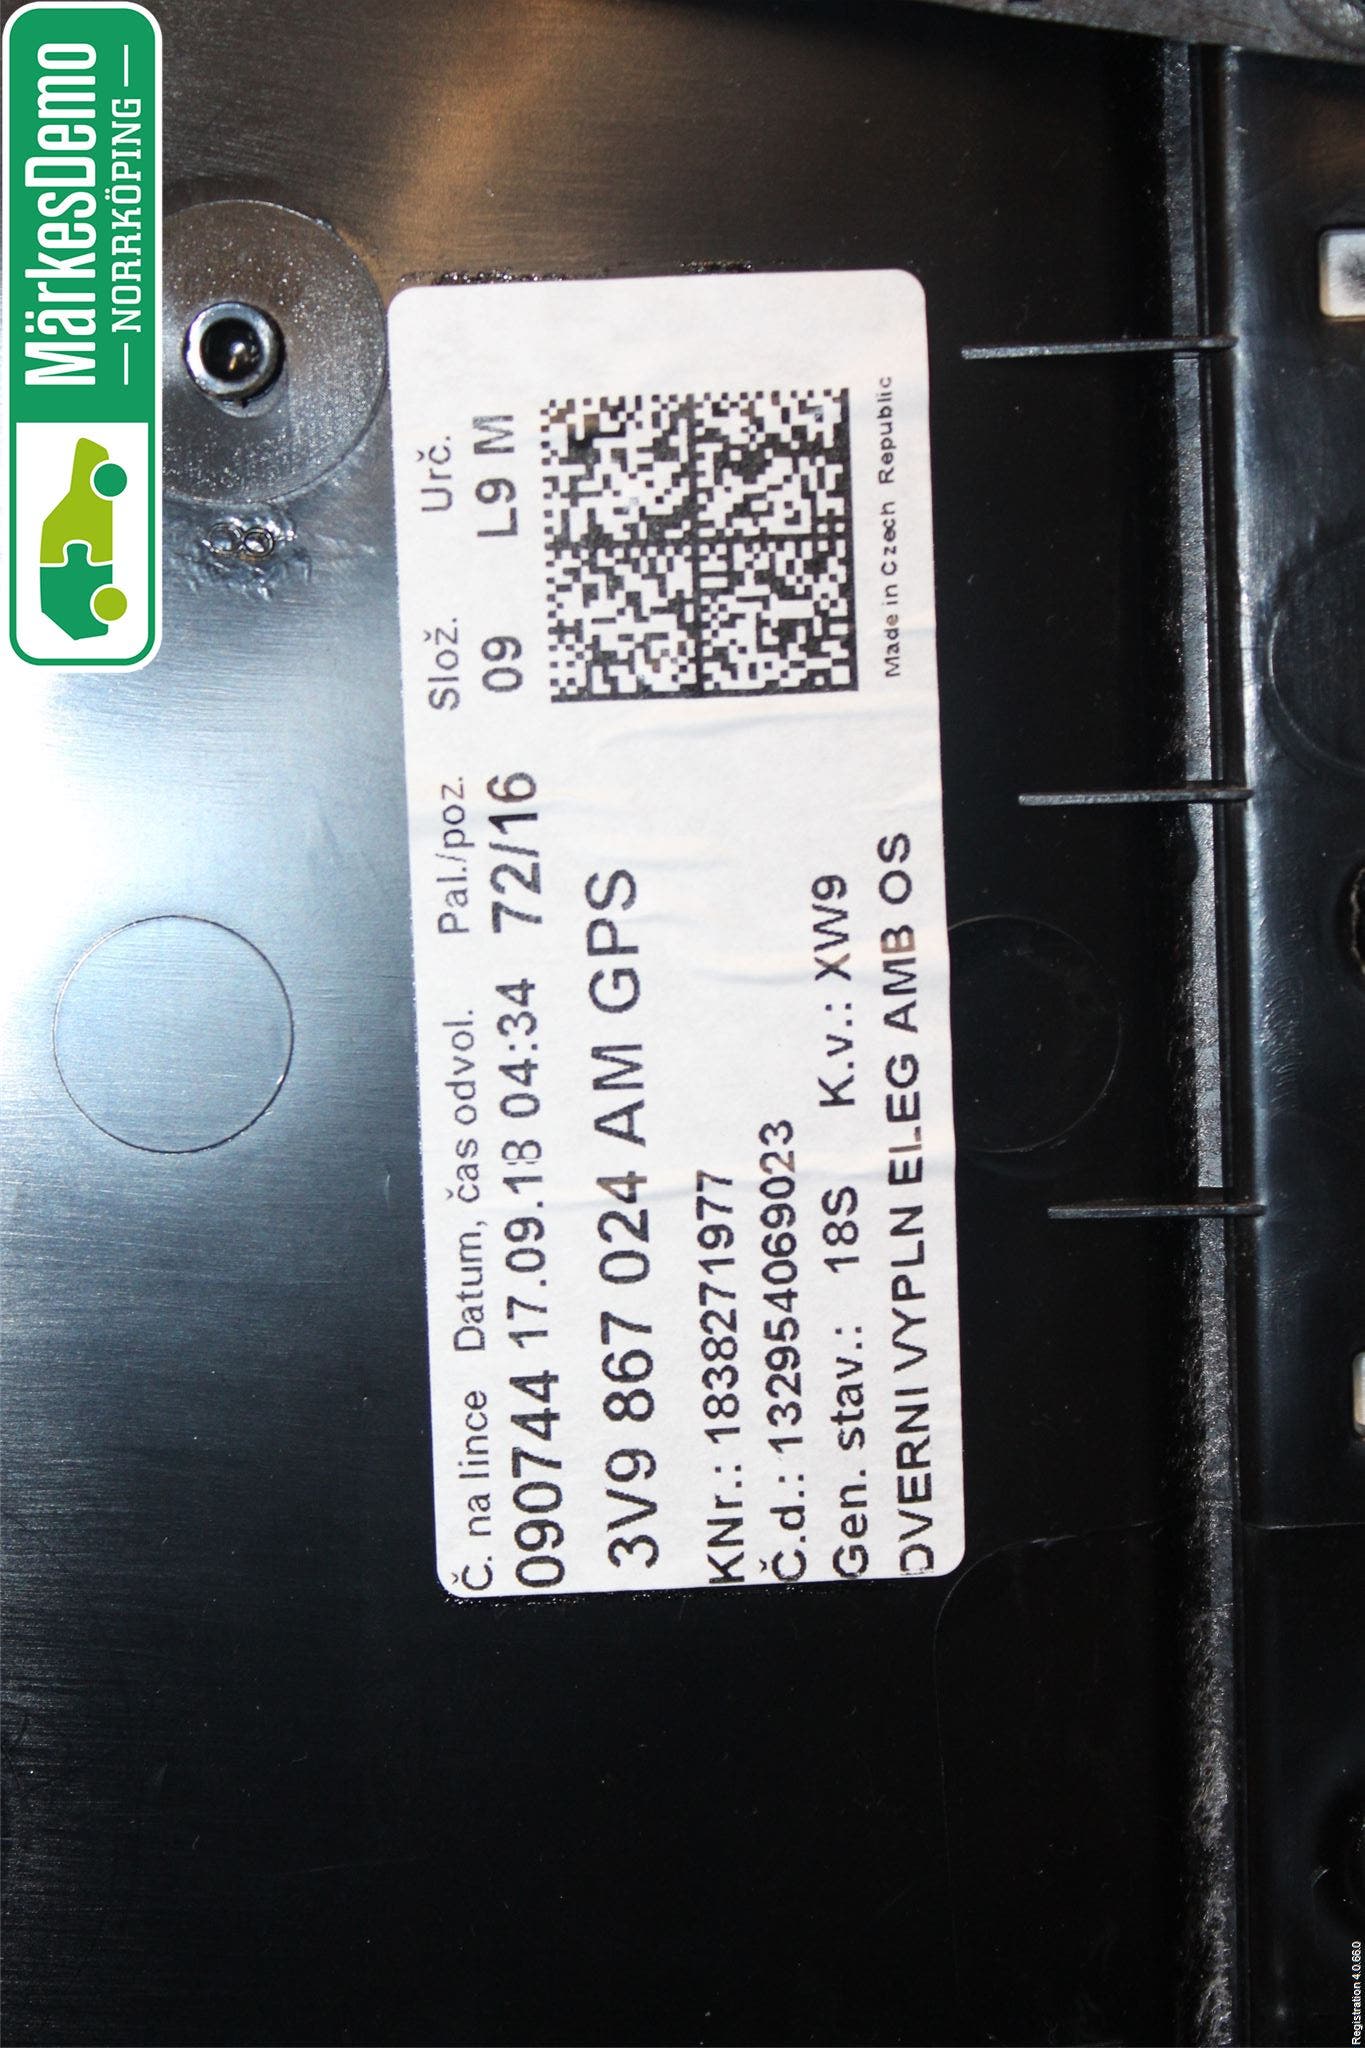 MärkesDemo
NORRKÖPING
Č. na lince Datum, čas odvol. Pal./poz. Slož. Urč.
090744 17.09.18 04:34 72/16 09 L9 M
3V9 867 024 AM GPS
KNr.: 1838271977
Č.d.: 1329540690​23
Gen. stav.: 18S K.v.: XW9
DVERNI VYPLN ELEG AMB OS
Made in Czech Republic
Registration 4.0.66.0